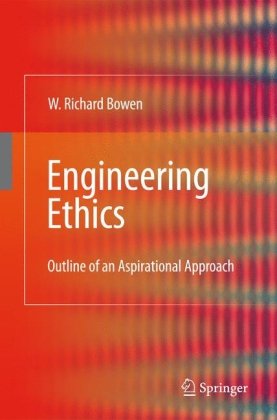 W. Richard Bowen
Engineering
Ethics
Outline of an Aspirational Approach
Springer